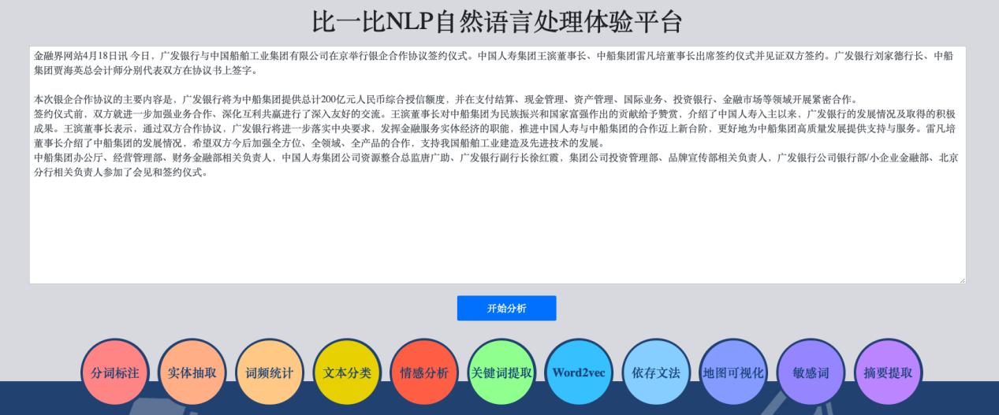 比一比NLP自然语言处理体验平台
金融界网站4月18日讯 今日，广发银行与中国船舶工业集团有限公司在京举行银企合作协议签约仪式。中国人寿集团王滨董事长、中船集团雷凡培董事长出席签约仪式并见证双方签约。广发银行刘家德行长、中船
集团贾海英总会计师分别代表双方在协议书上签字。
本次银企合作协议的主要内容是，广发银行将为中船集团提供总计200亿元人民币综合授信额度，并在支付结算、现金管理、资产管理、国际业务、投资银行、金融市场等领域开展紧密合作。
签约仪式前，双方就进一步加强业务合作、深化互利共赢进行了深入友好的交流。王滨董事长对中船集团为民族振兴和国家富强作出的贡献给予赞赏，介绍了中国人寿入主以来，广发银行的发展情况及取得的积极
成果。王滨董事长表示，通过双方合作协议，广发银行将进一步落实中央要求，发挥金融服务实体经济的职能，推进中国人寿与中船集团的合作迈上新台阶，更好地为中船集团高质量发展提供支持与服务。雷凡培
董事长介绍了中船集团的发展情况，希望双方今后加强全方位、全领域、全产品的合作，支持我国船舶工业建造及先进技术的发展。
中船集团办公厅、经营管理部、财务金融部相关负责人，中国人寿集团公司资源整合总监唐广助、广发银行副行长徐红霞，集团公司投资管理部、品牌宣传部相关负责人，广发银行公司银行部/小企业金融部、北京
分行相关负责人参加了会见和签约仪式。
开始分析
分词标注 实体抽取 词频统计 文本分类 情感分析 关键词提取 Word2vec 依存文法 地图可视化 敏感词 摘要提取